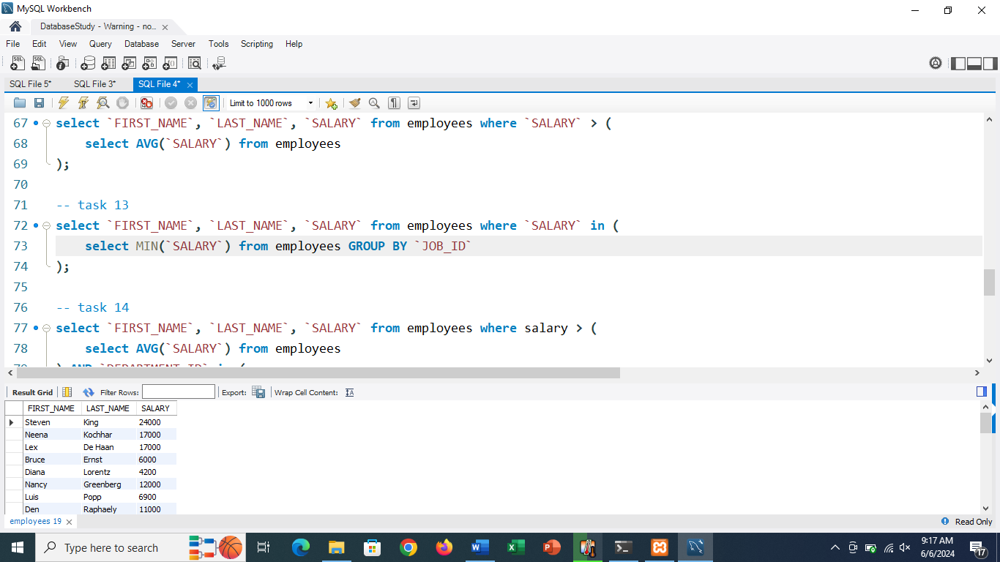 MySQL Workbench
DatabaseStudy - Warning - no...
File Edit View Query Database Server Tools Scripting Help
SQL File 5* SQL File 3* SQL File 4*
Limit to 1000 rows
67 select `FIRST_NAME`, `LAST_NAME`, `SALARY` from employees where `SALARY` > (
68 select AVG(`SALARY`) from employees
69 );
70
71 -- task 13
72 select `FIRST_NAME`, `LAST_NAME`, `SALARY` from employees where `SALARY` in (
73 select MIN(`SALARY`) from employees GROUP BY `JOB_ID`
74 );
75
76 -- task 14
77 select `FIRST_NAME`, `LAST_NAME`, `SALARY` from employees where salary > (
78 select AVG(`SALARY`) from employees
79 ) AND `DEPARTMENT_ID` in (
Result Grid Filter Rows: Export: Wrap Cell Content:
FIRST_NAME LAST_NAME SALARY
Steven King 24000
Neena Kochhar 17000
Lex De Haan 17000
Bruce Ernst 6000
Diana Lorentz 4200
Nancy Greenberg 12000
Luis Popp 6900
Den Raphaely 11000
employees 19 Read Only
Type here to search
9:17 AM
6/6/2024
17